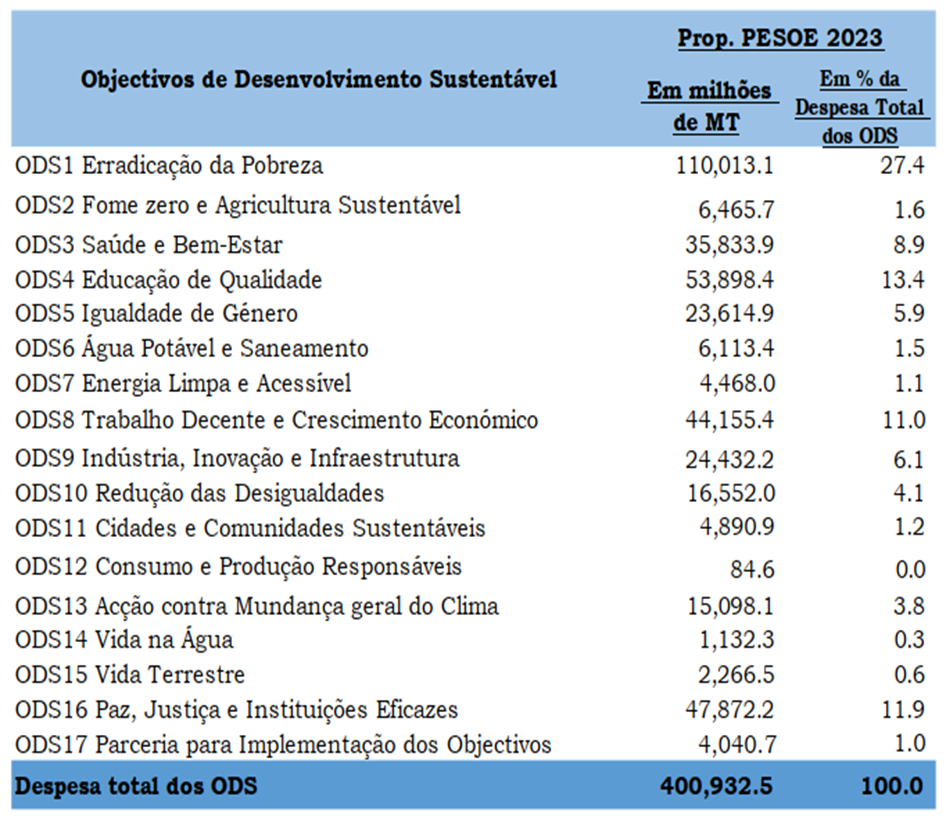 Objectivos de Desenvolvimento Sustentável
Prop. PESOE 2023
Em milhões de MT
Em % da Despesa Total dos ODS
ODS1 Erradicação da Pobreza 110,013.1 27.4
ODS2 Fome zero e Agricultura Sustentável 6,465.7 1.6
ODS3 Saúde e Bem-Estar 35,833.9 8.9
ODS4 Educação de Qualidade 53,898.4 13.4
ODS5 Igualdade de Género 23,614.9 5.9
ODS6 Água Potável e Saneamento 6,113.4 1.5
ODS7 Energia Limpa e Acessível 4,468.0 1.1
ODS8 Trabalho Decente e Crescimento Económico 44,155.4 11.0
ODS9 Indústria, Inovação e Infraestrutura 24,432.2 6.1
ODS10 Redução das Desigualdades 16,552.0 4.1
ODS11 Cidades e Comunidades Sustentáveis 4,890.9 1.2
ODS12 Consumo e Produção Responsáveis 84.6 0.0
ODS13 Acção contra Mundança geral do Clima 15,098.1 3.8
ODS14 Vida na Água 1,132.3 0.3
ODS15 Vida Terrestre 2,266.5 0.6
ODS16 Paz, Justiça e Instituições Eficazes 47,872.2 11.9
ODS17 Parceria para Implementação dos Objectivos 4,040.7 1.0
Despesa total dos ODS 400,932.5 100.0